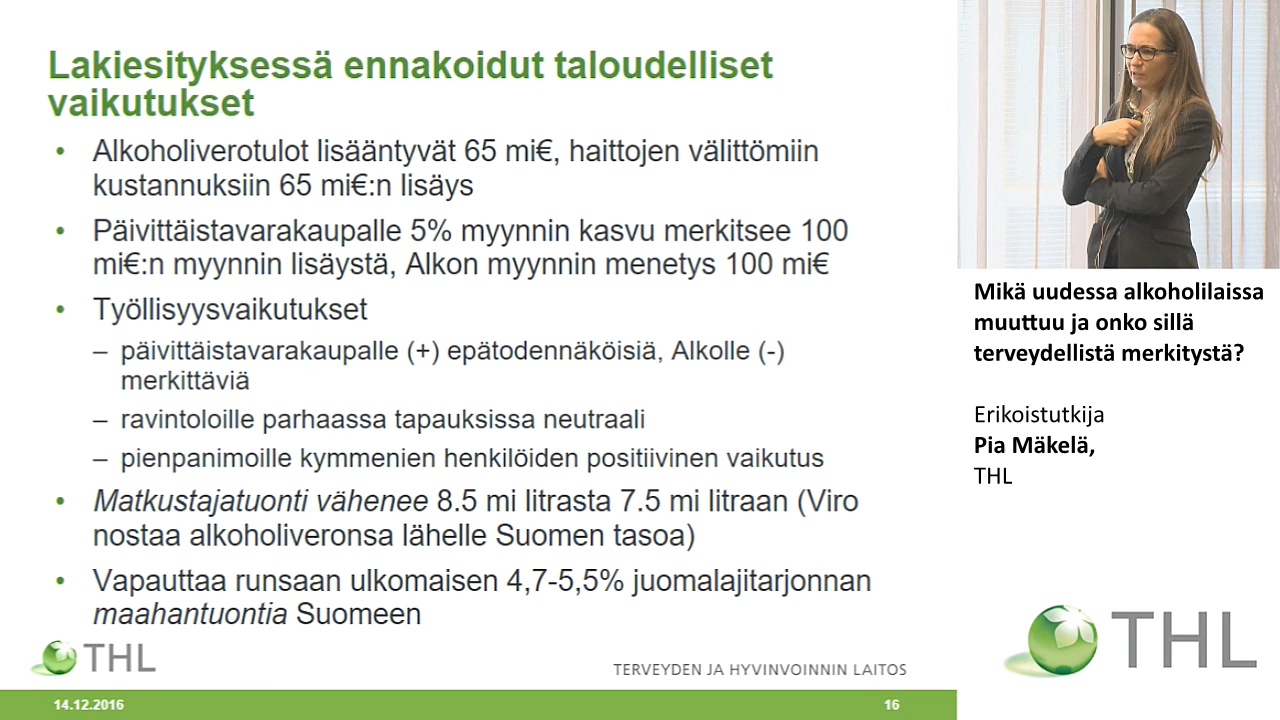 Lakiesityksessä ennakoidut taloudelliset
vaikutukset
• Alkoholiverotulot lisääntyvät 65 mi€, haittojen välittömiin
kustannuksiin 65 mi€:n lisäys
• Päivittäistavarakaupalle 5% myynnin kasvu merkitsee 100
mi€:n myynnin lisäystä, Alkon myynnin menetys 100 mi€
• Työllisyysvaikutukset
– päivittäistavarakaupalle (+) epätodennäköisiä, Alkolle (-)
merkittäviä
– ravintoloille parhaassa tapauksissa neutraali
– pienpanimoille kymmenien henkilöiden positiivinen vaikutus
• Matkustajatuonti vähenee 8.5 mi litrasta 7.5 mi litraan (Viro
nostaa alkoholiveronsa lähelle Suomen tasoa)
• Vapauttaa runsaan ulkomaisen 4,7-5,5% juomalajitarjonnan
maahantuontia Suomeen
THL
TERVEYDEN JA HYVINVOINNIN LAITOS
14.12.2016
16
Mikä uudessa alkoholilaissa
muuttuu ja onko sillä
terveydellistä merkitystä?
Erikoistutkija
Pia Mäkelä,
THL
THL